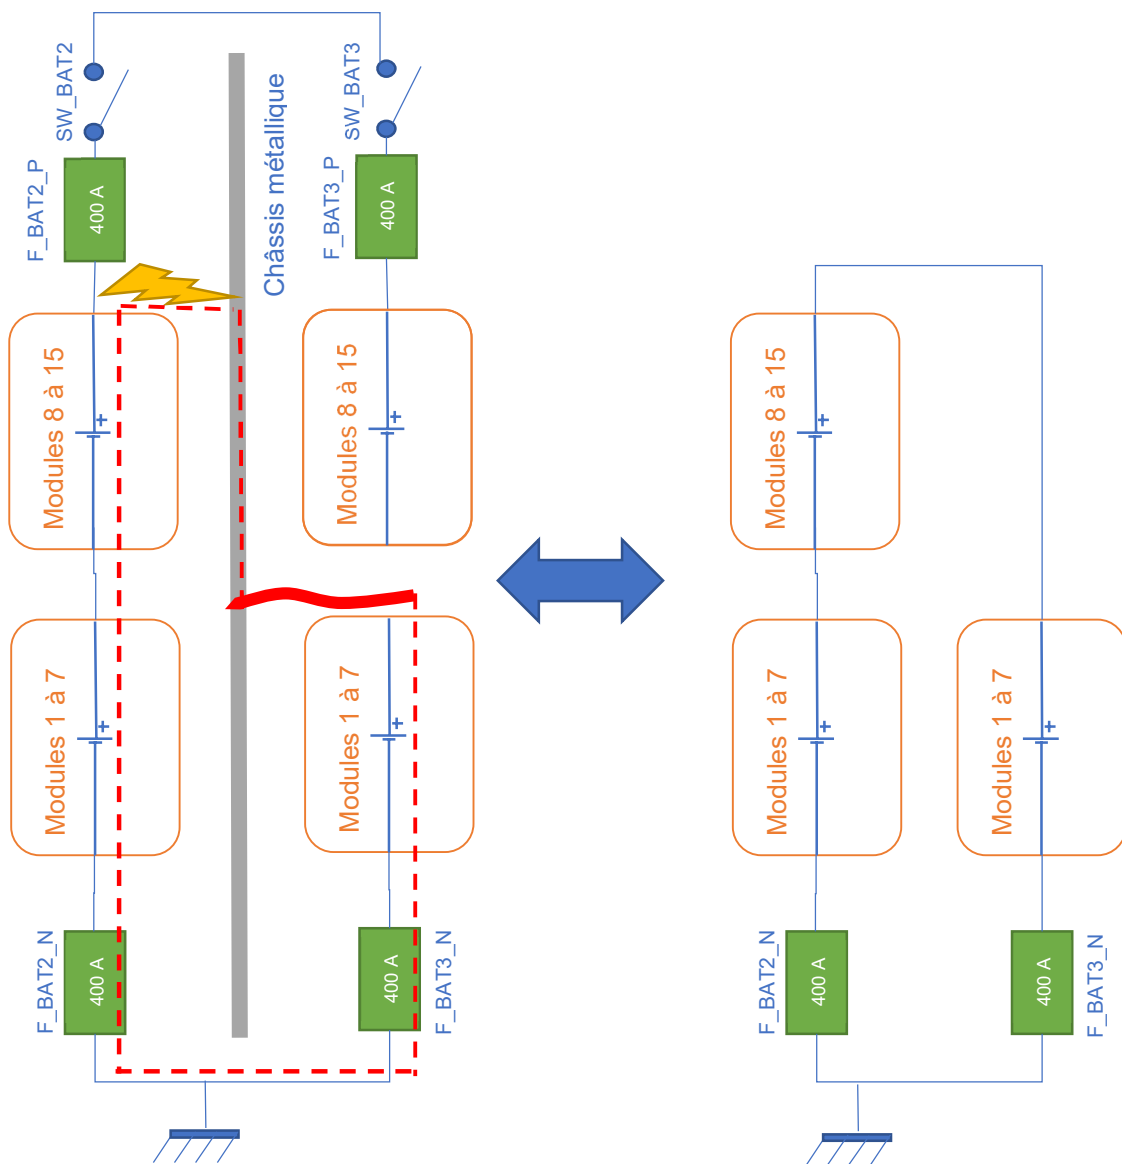 SW_BAT2
SW_BAT3
F_BAT2_P
400 A
Châssis métallique
F_BAT3_P
400 A
Modules 8 à 15
+
Modules 8 à 15
+
Modules 8 à 15
+
Modules 1 à 7
+
Modules 1 à 7
+
Modules 1 à 7
+
Modules 1 à 7
+
F_BAT2_N
400 A
400 A
F_BAT3_N
F_BAT2_N
400 A
400 A
F_BAT3_N